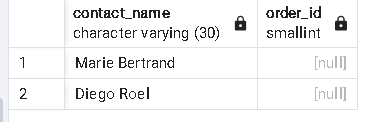 contact_name order_id
character varying (30) smallint
1 Marie Bertrand [null]
2 Diego Roel [null]